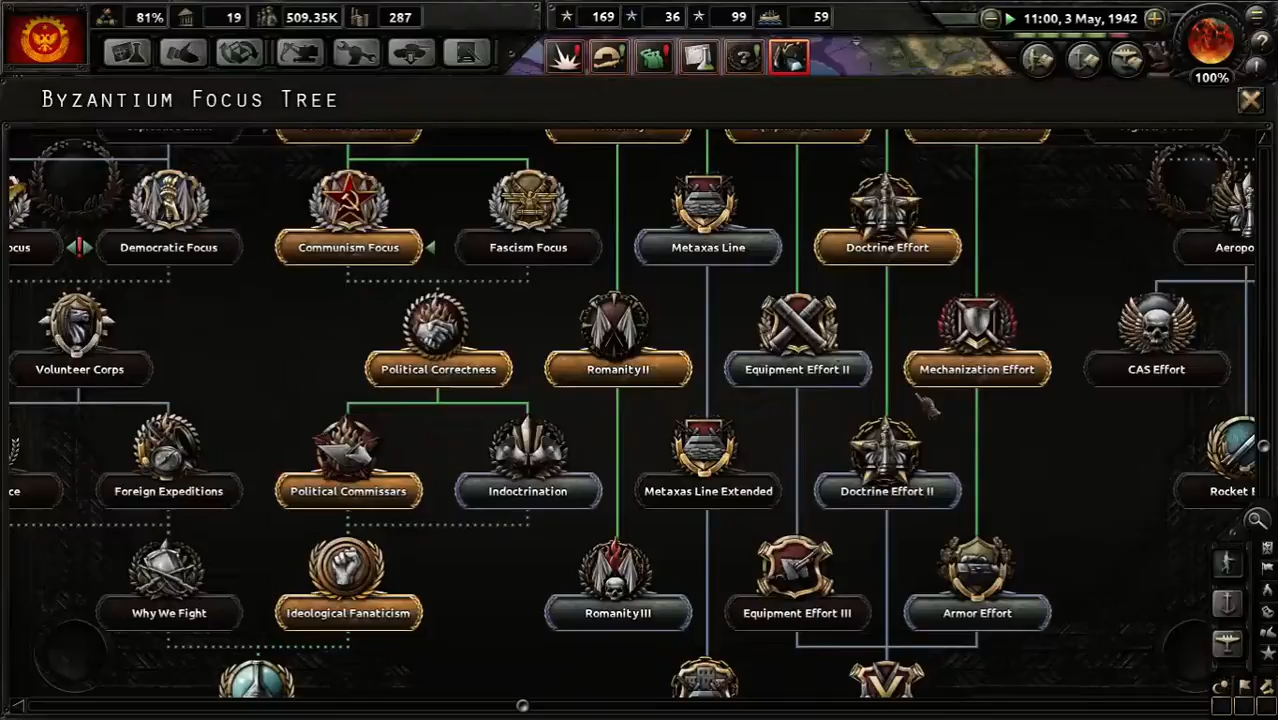 81%
19
509.35K
287
169
36
99
59
11:00, 3 May, 1942
100%
Byzantium Focus Tree
ocus
Democratic Focus
Communism Focus
Fascism Focus
Metaxas Line
Doctrine Effort
Aeropo
Volunteer Corps
Political Correctness
Romanity II
Equipment Effort II
Mechanization Effort
CAS Effort
ce
Foreign Expeditions
Political Commissars
Indoctrination
Metaxas Line Extended
Doctrine Effort II
Rocket E
Why We Fight
Ideological Fanaticism
Romanity III
Equipment Effort III
Armor Effort